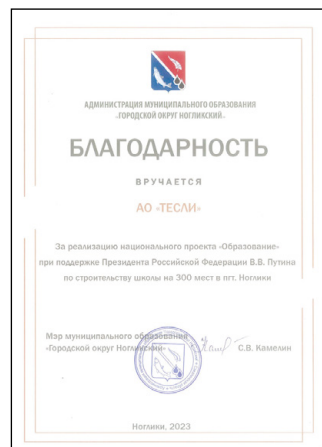 АДМИНИСТРАЦИЯ МУНИЦИПАЛЬНОГО ОБРАЗОВАНИЯ
«ГОРОДСКОЙ ОКРУГ НОГЛИКСКИЙ»
БЛАГОДАРНОСТЬ
ВРУЧАЕТСЯ
АО «ТЕСЛИ»
За реализацию национального проекта «Образование»
при поддержке Президента Российской Федерации В.В. Путина
по строительству школы на 300 мест в пгт. Ноглики
Мэр муниципального образования
«Городской округ Ногликский»
С.В. Камелин
Ноглики, 2023